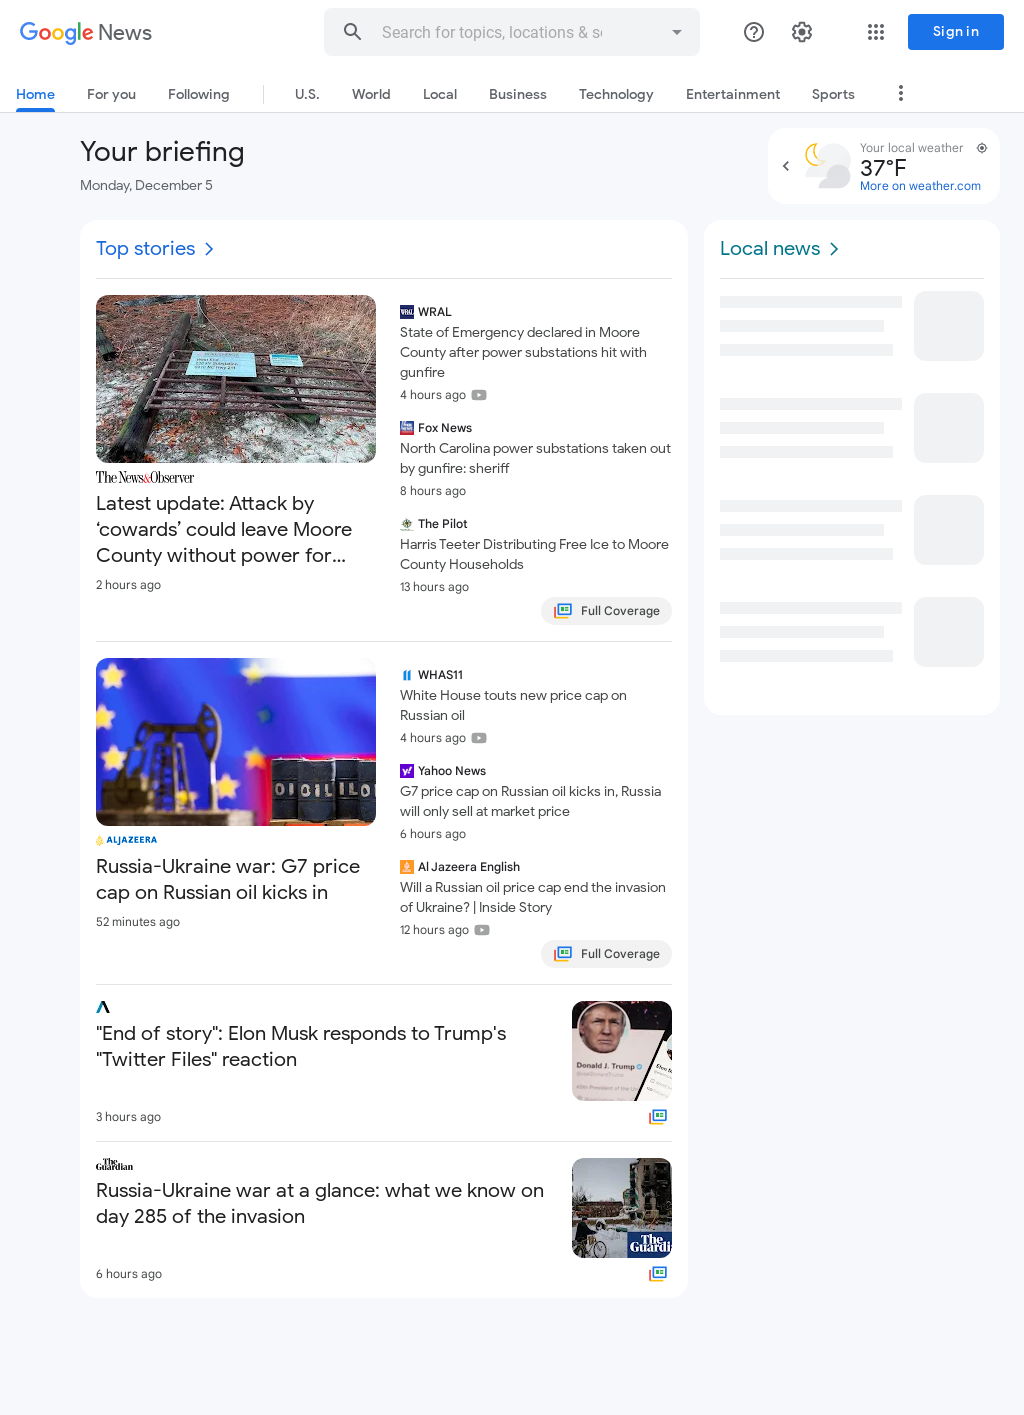 Google News
Search for topics, locations & so
Sign in
Home For you Following U.S. World Local Business Technology Entertainment Sports
Your briefing
Monday, December 5
Your local weather
37°F
More on weather.com
Top stories
The News&Observer
Latest update: Attack by
‘cowards’ could leave Moore
County without power for...
2 hours ago
WRAL
State of Emergency declared in Moore
County after power substations hit with
gunfire
4 hours ago
Fox News
North Carolina power substations taken out
by gunfire: sheriff
8 hours ago
The Pilot
Harris Teeter Distributing Free Ice to Moore
County Households
13 hours ago
Full Coverage
OIL OIL
ALJAZEERA
Russia-Ukraine war: G7 price
cap on Russian oil kicks in
52 minutes ago
WHAS11
White House touts new price cap on
Russian oil
4 hours ago
Yahoo News
G7 price cap on Russian oil kicks in, Russia
will only sell at market price
6 hours ago
Al Jazeera English
Will a Russian oil price cap end the invasion
of Ukraine? | Inside Story
12 hours ago
Full Coverage
"End of story": Elon Musk responds to Trump's
"Twitter Files" reaction
3 hours ago
Donald J. Trump
The
Guardian
Russia-Ukraine war at a glance: what we know on
day 285 of the invasion
6 hours ago
The
Guardi
Local news